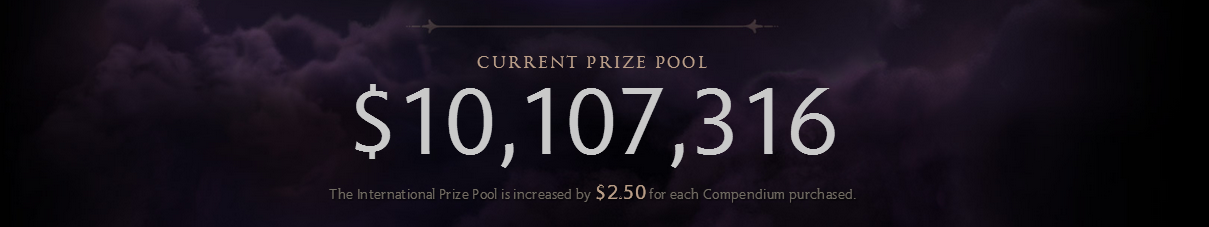 CURRENT PRIZE POOL
$10,107,316
The International Prize Pool is increased by $2.50 for each Compendium purchased.